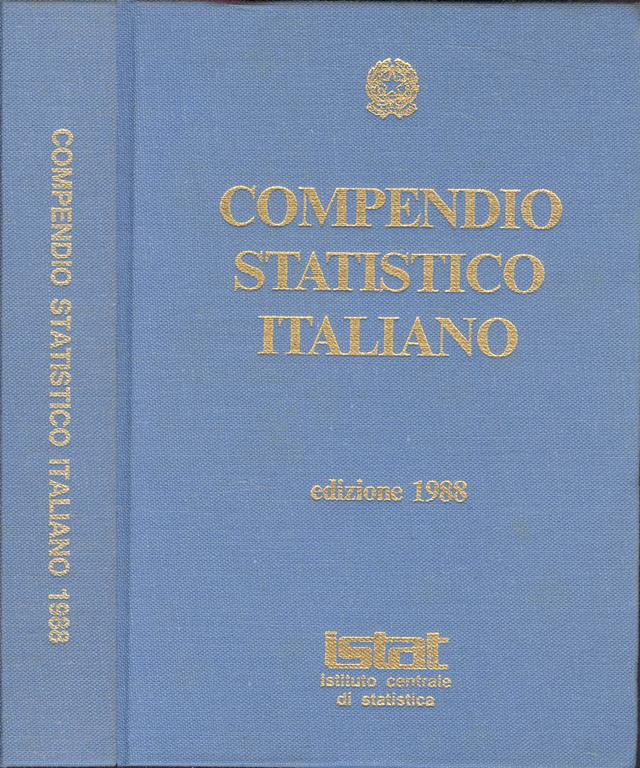 COMPENDIO STATISTICO ITALIANO 1988
COMPENDIO
STATISTICO
ITALIANO
edizione 1988
istat
istituto centrale
di statistica